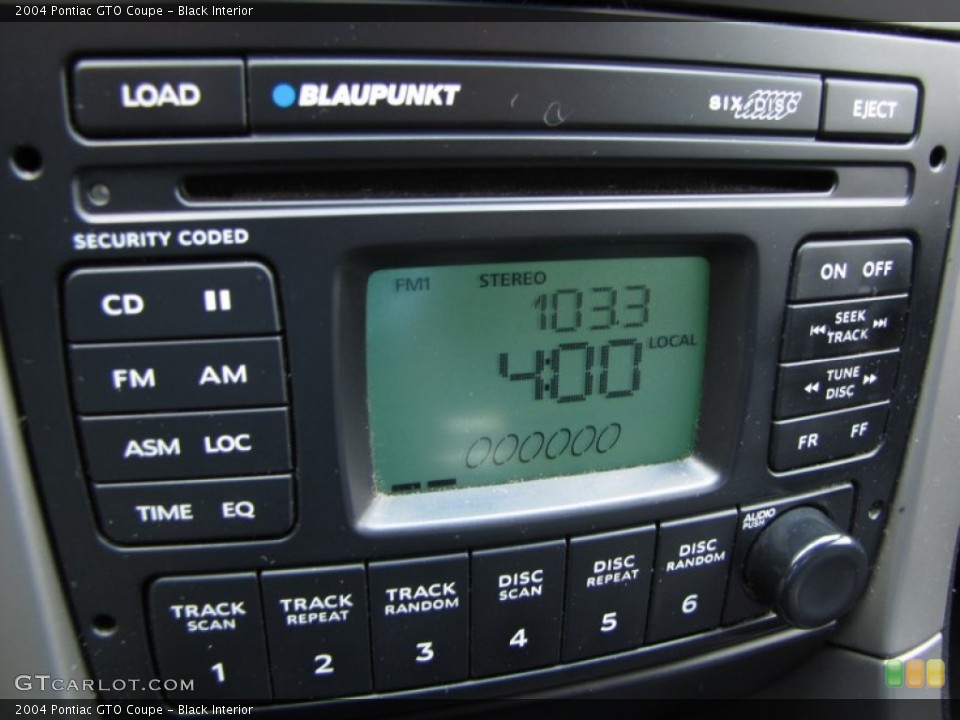 2004 Pontiac GTO Coupe - Black Interior
LOAD
BLAUPUNKT
SIX DISC
EJECT
SECURITY CODED
CD
FM AM
ASM LOC
TIME EQ
FM1 STEREO
103.3
LOCAL
4:00
000000
ON OFF
SEEK
TRACK
TUNE
DISC
FR FF
AUDIO
PUSH
TRACK
SCAN
1
TRACK
REPEAT
2
TRACK
RANDOM
3
DISC
SCAN
4
DISC
REPEAT
5
DISC
RANDOM
6
GTCARLOT.COM
2004 Pontiac GTO Coupe - Black Interior